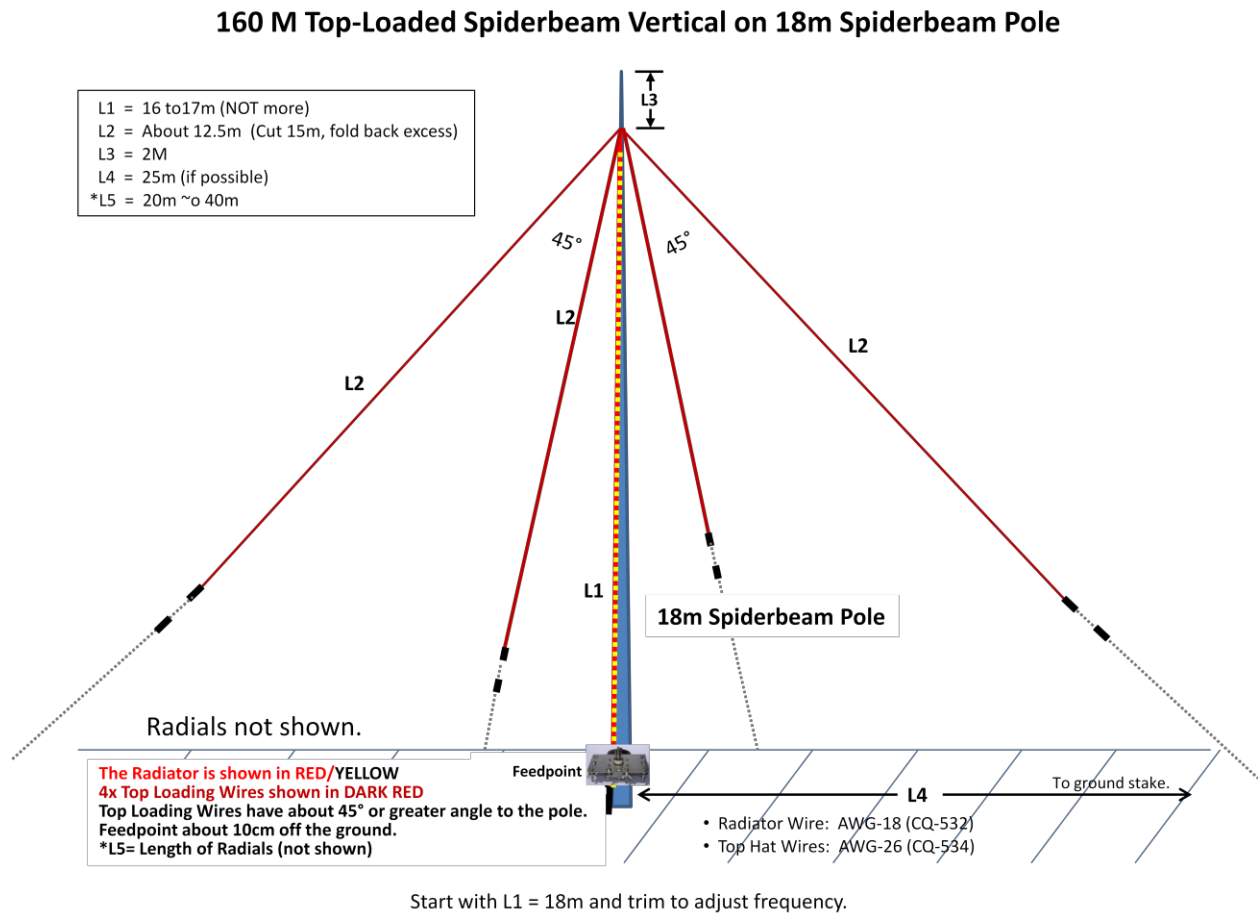 160 M Top-Loaded Spiderbeam Vertical on 18m Spiderbeam Pole
L3
L1 = 16 to17m (NOT more)
L2 = About 12.5m (Cut 15m, fold back excess)
L3 = 2M
L4 = 25m (if possible)
*L5 = 20m ~o 40m
45°
45°
L2
L2
L2
L1
18m Spiderbeam Pole
Radials not shown.
The Radiator is shown in RED/YELLOW
4x Top Loading Wires shown in DARK RED
Top Loading Wires have about 45° or greater angle to the pole.
Feedpoint about 10cm off the ground.
*L5= Length of Radials (not shown)
Feedpoint
To ground stake.
L4
• Radiator Wire: AWG-18 (CQ-532)
• Top Hat Wires: AWG-26 (CQ-534)
Start with L1 = 18m and trim to adjust frequency.